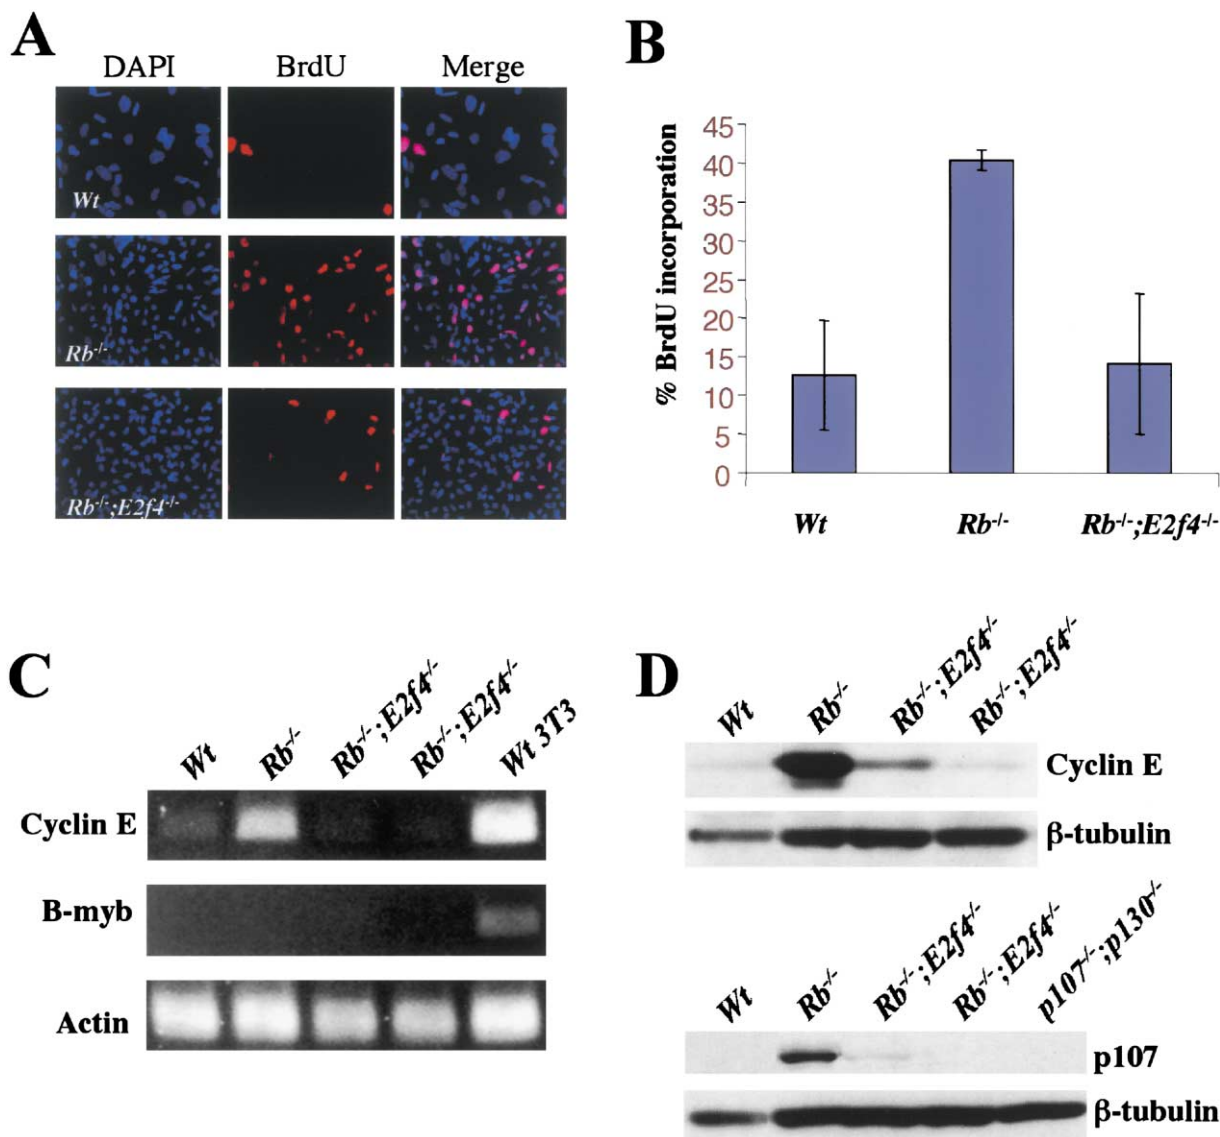 A
DAPI BrdU Merge
Wt
Rb-/-
Rb-/-;E2f4-/-
B
% BrdU incorporation
45
40
35
30
25
20
15
10
5
0
Wt Rb-/- Rb-/-;E2f4-/-
C
Wt Rb-/- Rb-/-;E2f4-/- Rb-/-;E2f4-/- Wt 3T3
Cyclin E
B-myb
Actin
D
Wt Rb-/- Rb-/-;E2f4-/- Rb-/-;E2f4-/-
Cyclin E
β-tubulin
Wt Rb-/- Rb-/-;E2f4-/- Rb-/-;E2f4-/- p107-/-;p130-/-
p107
β-tubulin